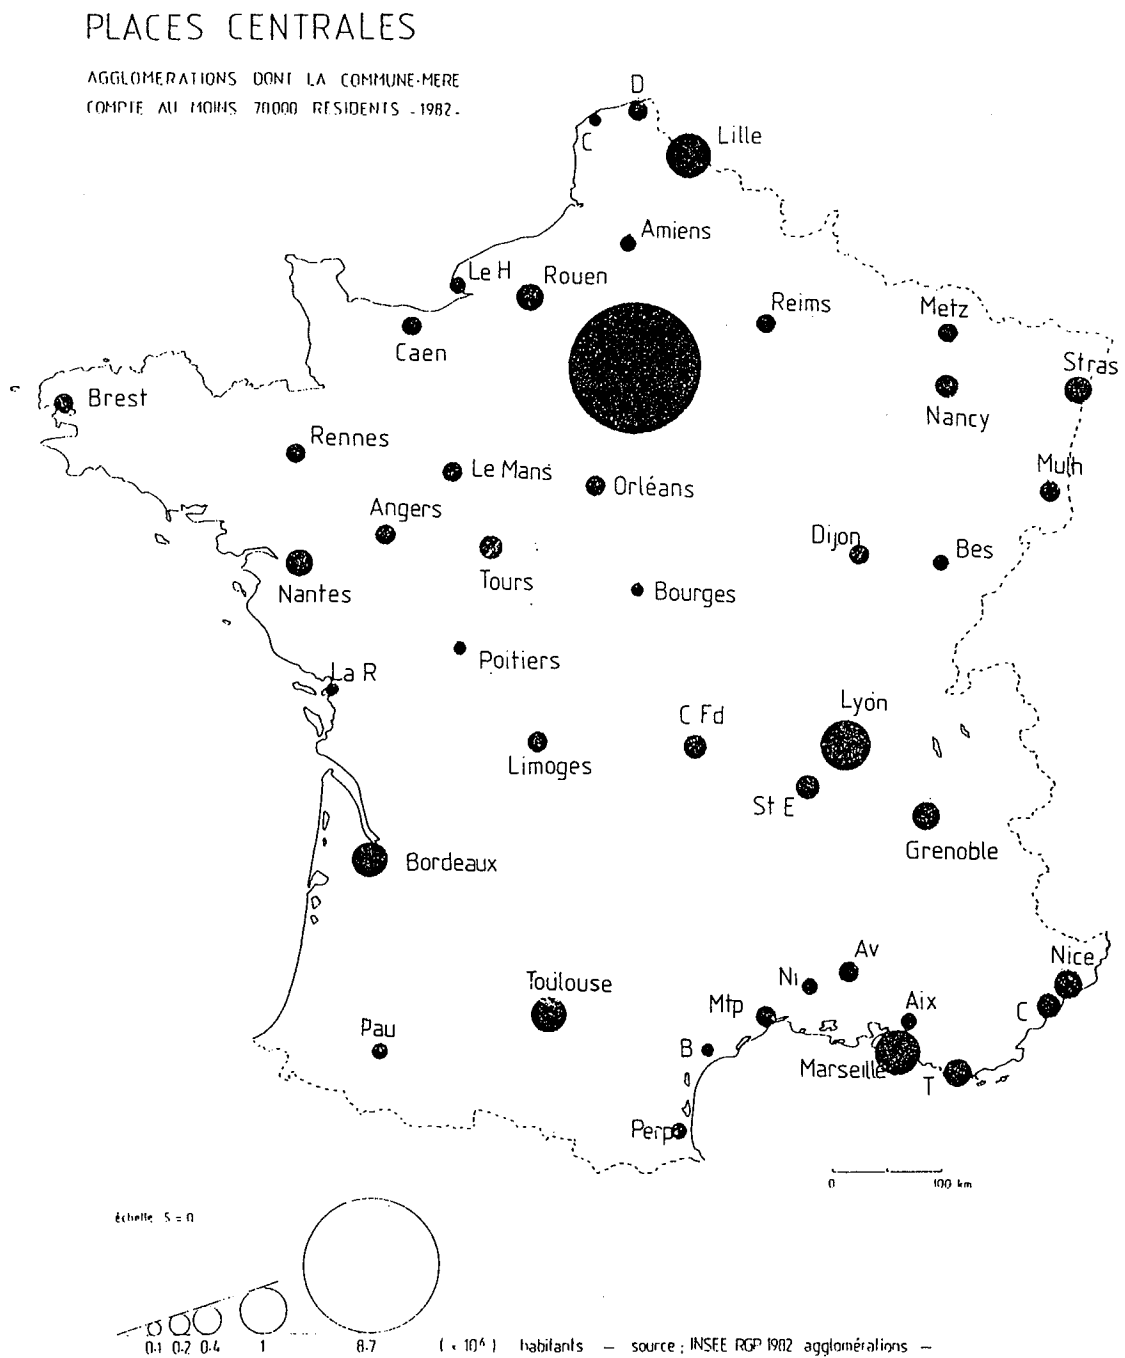 PLACES CENTRALES
AGGLOMERATIONS DONT LA COMMUNE-MERE
COMPTE AU MOINS 70000 RESIDENTS - 1982 -
D
C
Lille
Amiens
Le H
Rouen
Caen
Reims
Metz
Stras
Nancy
Brest
Rennes
Le Mans
Orléans
Mulh
Angers
Tours
Nantes
Dijon
Bes
Bourges
Poitiers
La R
C Fd
Lyon
Limoges
St E
Grenoble
Bordeaux
Toulouse
Pau
Ni
Av
Nice
Mtp
Aix
C
B
Marseille
T
Perp
0 100 km
échelle S = Q
0.1 0.2 0.4 1 8.7 ( × 10⁶ ) habitants — source ; INSEE RGP 1982 agglomérations —